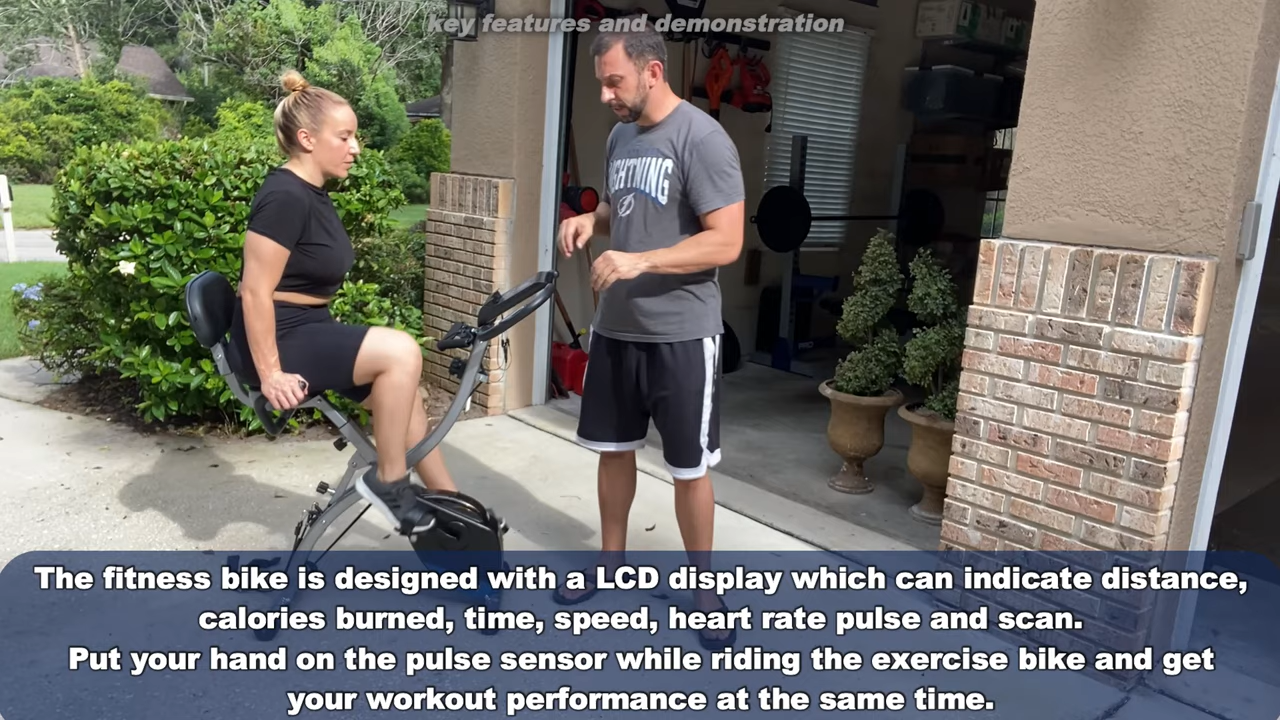 key features and demonstration
LIGHTNING
The fitness bike is designed with a LCD display which can indicate distance,
calories burned, time, speed, heart rate pulse and scan.
Put your hand on the pulse sensor while riding the exercise bike and get
your workout performance at the same time.